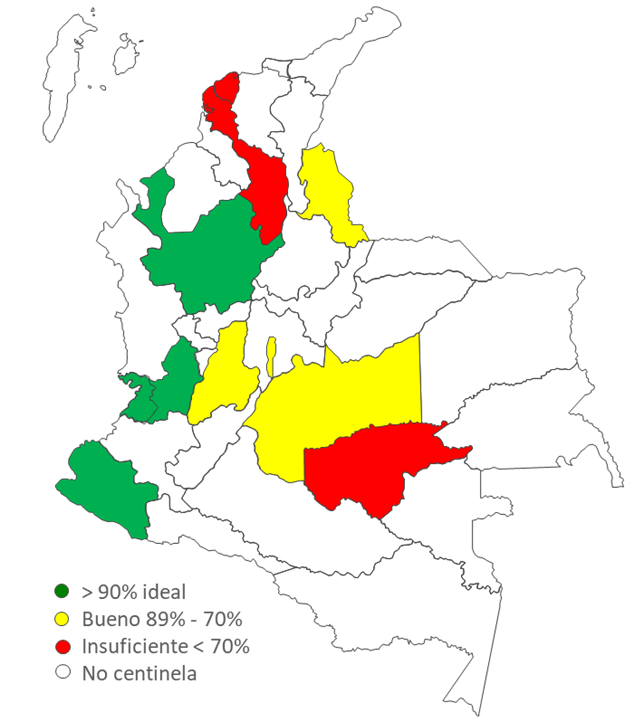 > 90% ideal
Bueno 89% - 70%
Insuficiente < 70%
No centinela